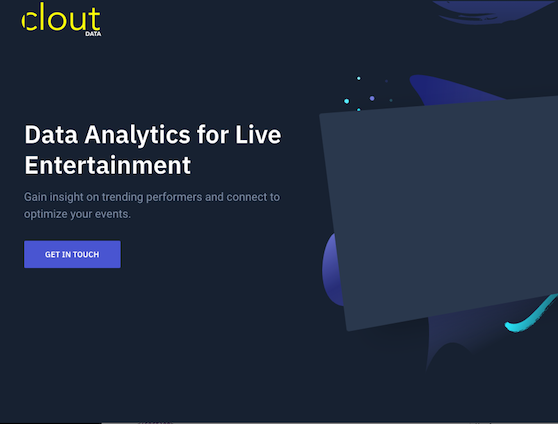 clout
DATA
Data Analytics for Live
Entertainment
Gain insight on trending performers and connect to
optimize your events.
GET IN TOUCH